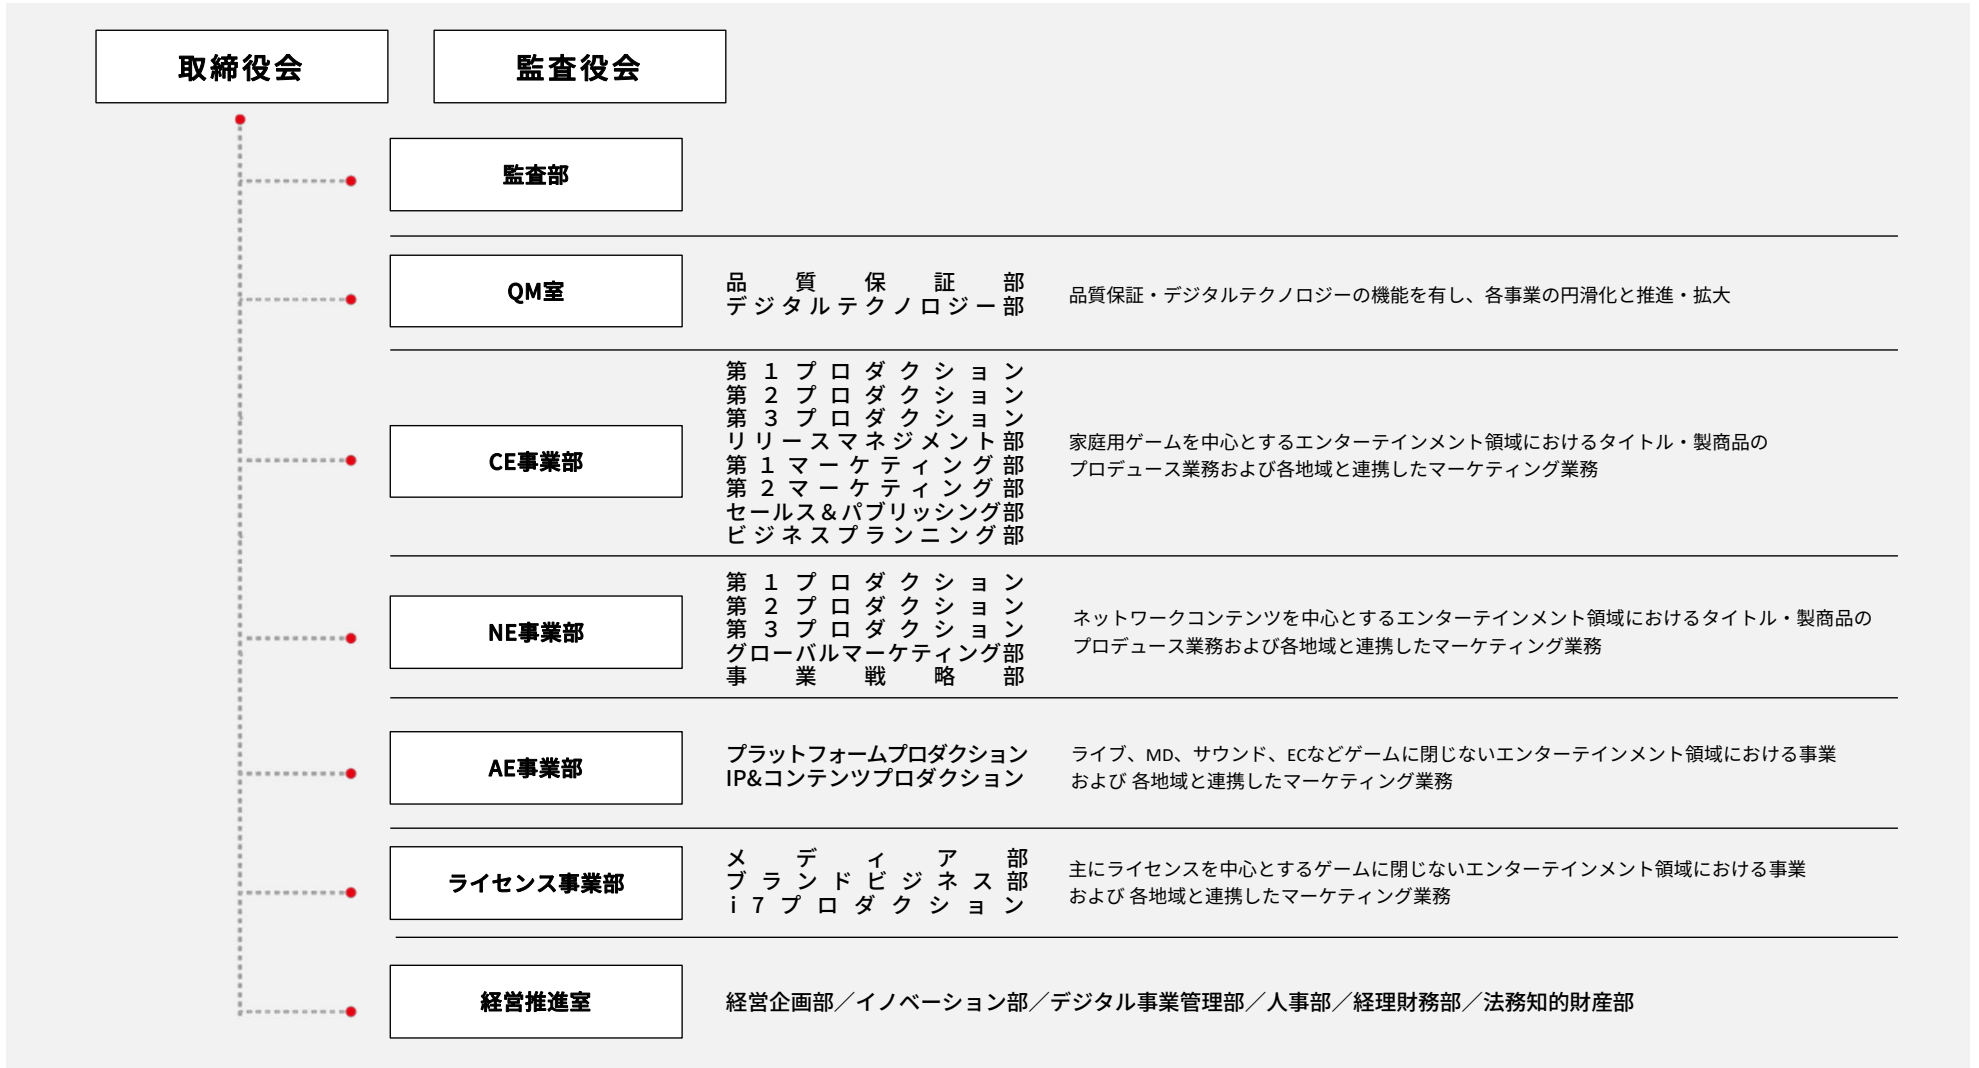 取締役会
監査役会
監査部
QM室
品質保証部
デジタルテクノロジー部
品質保証・デジタルテクノロジーの機能を有し、各事業の円滑化と推進・拡大
CE事業部
第1プロダクション
第2プロダクション
第3プロダクション
リリースマネジメント部
第1マーケティング部
第2マーケティング部
セールス&パブリッシング部
ビジネスプランニング部
家庭用ゲームを中心とするエンターテインメント領域におけるタイトル・製商品の
プロデュース業務および各地域と連携したマーケティング業務
NE事業部
第1プロダクション
第2プロダクション
第3プロダクション
グローバルマーケティング部
事業戦略部
ネットワークコンテンツを中心とするエンターテインメント領域におけるタイトル・製商品の
プロデュース業務および各地域と連携したマーケティング業務
AE事業部
プラットフォームプロダクション
IP&コンテンツプロダクション
ライブ、MD、サウンド、ECなどゲームに閉じないエンターテインメント領域における事業
および 各地域と連携したマーケティング業務
ライセンス事業部
メディア部
ブランドビジネス部
i7プロダクション
主にライセンスを中心とするゲームに閉じないエンターテインメント領域における事業
および 各地域と連携したマーケティング業務
経営推進室
経営企画部／イノベーション部／デジタル事業管理部／人事部／経理財務部／法務知的財産部